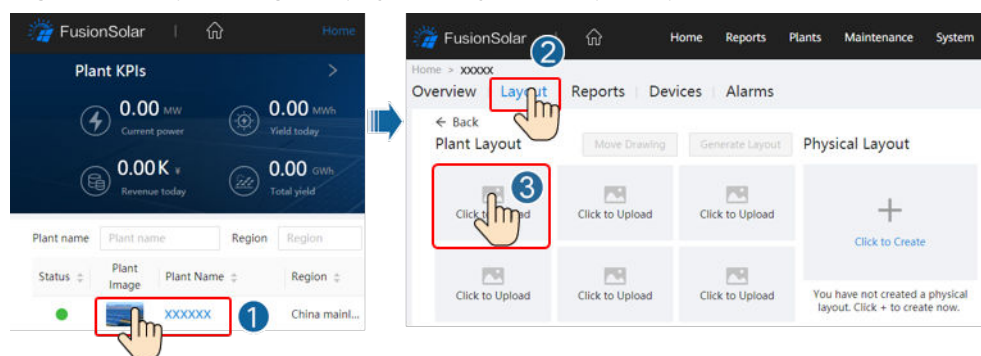 FusionSolar
Home
Plant KPIs
>
0.00 MW
Current power
0.00 MWh
Yield today
0.00K ¥
Revenue today
0.00 GWh
Total yield
Plant name
Plant name
Region
Region
Status
Plant Image
Plant Name
Region
XXXXXX
1
China mainl...
FusionSolar
Home
Reports
Plants
Maintenance
System
2
Home > XXXXX
Overview
Layout
Reports
Devices
Alarms
← Back
Plant Layout
Move Drawing
Generate Layout
Physical Layout
3
Click to Upload
Click to Upload
Click to Upload
Click to Create
Click to Upload
Click to Upload
Click to Upload
You have not created a physical
layout. Click + to create now.